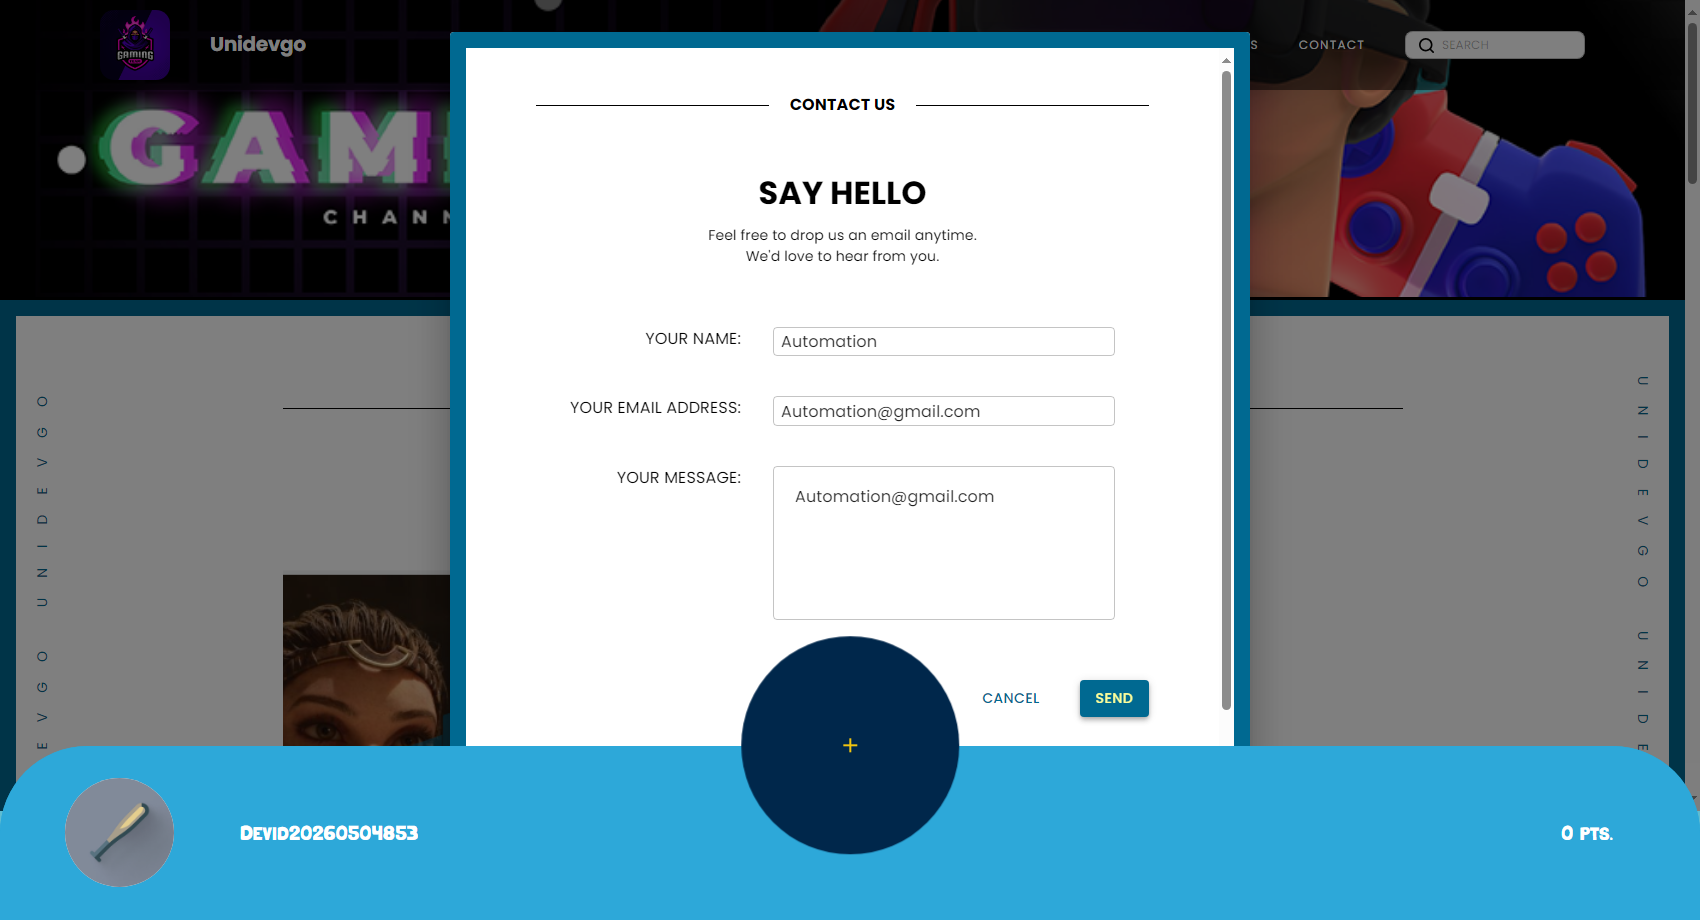 GAMING
Unidevgo
S
CONTACT
SEARCH
GAM
CHANN
CONTACT US
SAY HELLO
Feel free to drop us an email anytime.
We'd love to hear from you.
YOUR NAME:
Automation
YOUR EMAIL ADDRESS:
Automation@gmail.com
YOUR MESSAGE:
Automation@gmail.com
CANCEL
SEND
EVGO UNIDEVGO
UNIDEVGO UNIDE
+
Devid20260504853
0 pts.